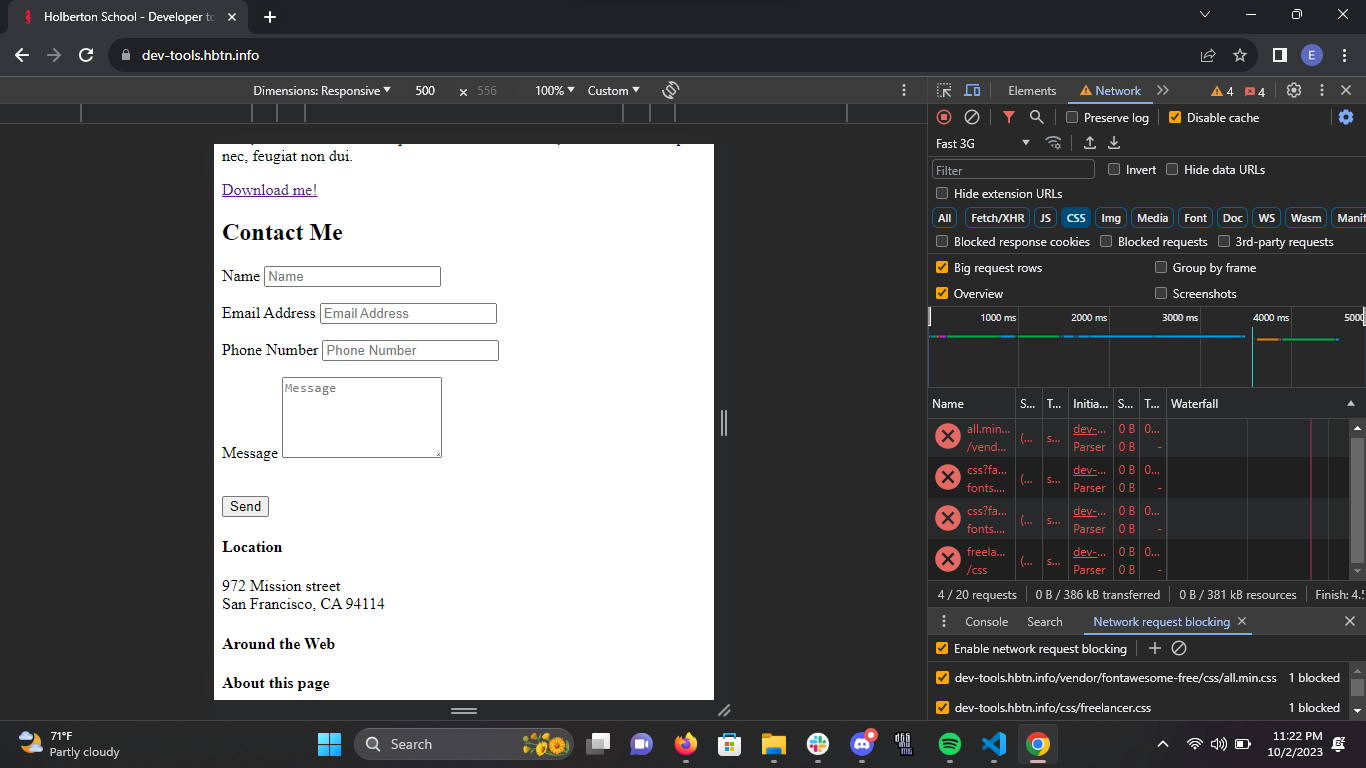 Holberton School - Developer to
dev-tools.hbtn.info
E
Dimensions: Responsive 500 × 556 100% Custom
Elements Network 4 4
Preserve log Disable cache
Fast 3G
Filter Invert Hide data URLs
Hide extension URLs
All Fetch/XHR JS CSS Img Media Font Doc WS Wasm Manif
Blocked response cookies Blocked requests 3rd-party requests
Big request rows Group by frame
Overview Screenshots
1000 ms 2000 ms 3000 ms 4000 ms 5000
Name S... T... Initia... S... T... Waterfall
all.min... (... s... dev-... 0 B 0...
/vend... Parser 0 B -
css?fa... (... s... dev-... 0 B 0...
fonts.... Parser 0 B -
css?fa... (... s... dev-... 0 B 0...
fonts.... Parser 0 B -
freela... (... s... dev-... 0 B 0...
/css Parser 0 B -
4 / 20 requests 0 B / 386 kB transferred 0 B / 381 kB resources Finish: 4.
Console Search Network request blocking
Enable network request blocking
dev-tools.hbtn.info/vendor/fontawesome-free/css/all.min.css 1 blocked
dev-tools.hbtn.info/css/freelancer.css 1 blocked
nec, feugiat non dui.
Download me!
Contact Me
Name Name
Email Address Email Address
Phone Number Phone Number
Message
Message
Send
Location
972 Mission street
San Francisco, CA 94114
Around the Web
About this page
71°F
Partly cloudy
Search
11:22 PM
10/2/2023